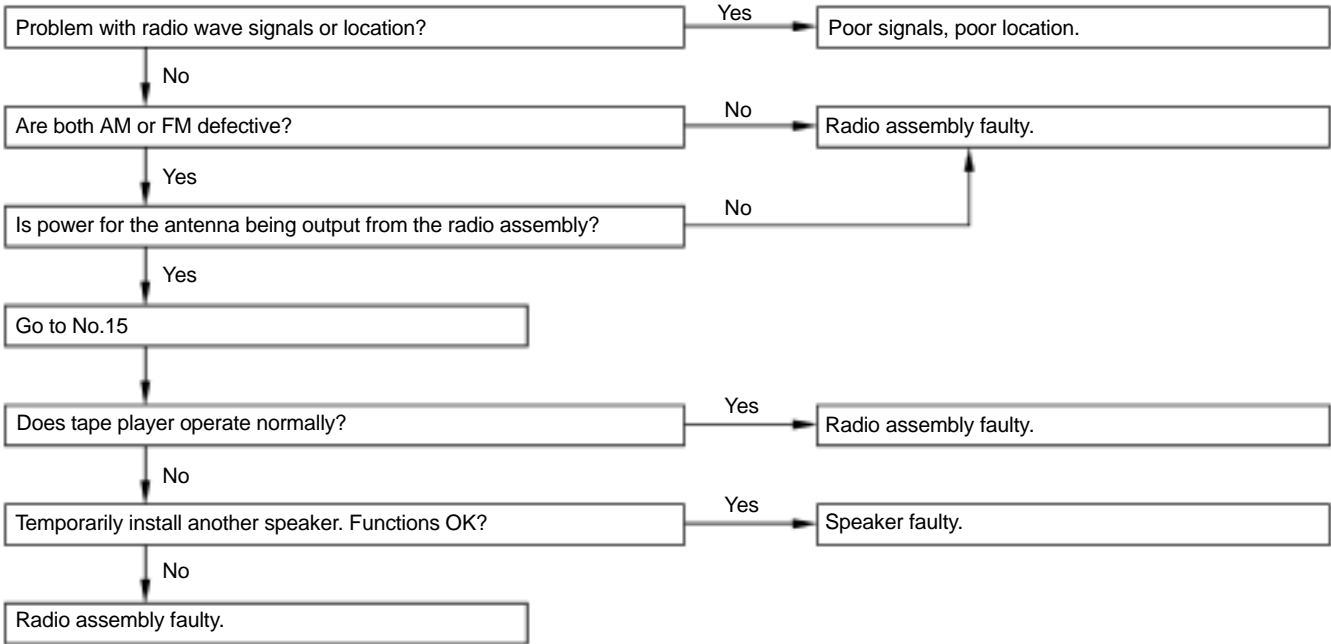 Problem with radio wave signals or location?
Yes
Poor signals, poor location.
No
Are both AM or FM defective?
No
Radio assembly faulty.
Yes
Is power for the antenna being output from the radio assembly?
No
Yes
Go to No.15
Does tape player operate normally?
Yes
Radio assembly faulty.
No
Temporarily install another speaker. Functions OK?
Yes
Speaker faulty.
No
Radio assembly faulty.